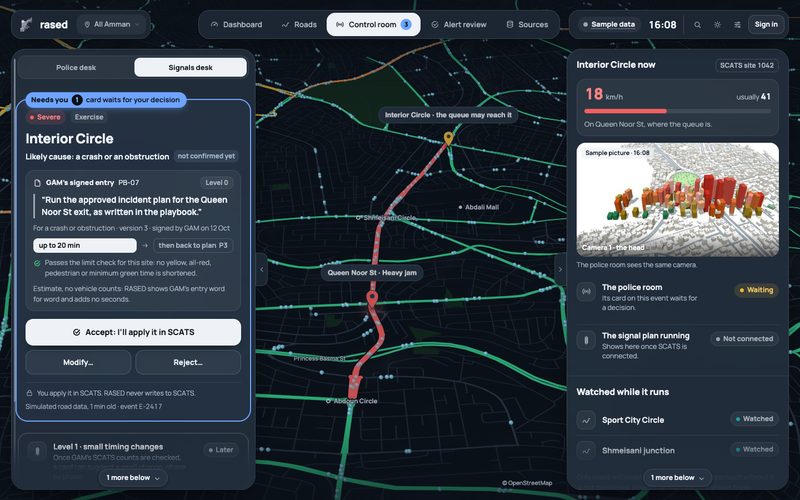 rased
All Amman
Dashboard
Roads
Control room 3
Alert review
Sources
Sample data
16:08
Sign in
Police desk
Signals desk
Needs you 1 card waits for your decision
Severe
Exercise
Interior Circle
Likely cause: a crash or an obstruction
not confirmed yet
GAM's signed entry PB-07
Level 0
"Run the approved incident plan for the Queen
Noor St exit, as written in the playbook."
For a crash or obstruction · version 3 · signed by GAM on 12 Oct
up to 20 min
→
then back to plan P3
Passes the limit check for this site: no yellow, all-red,
pedestrian or minimum green time is shortened.
Estimate, no vehicle counts: RASED shows GAM's entry word
for word and adds no seconds.
Accept: I'll apply it in SCATS
Modify...
Reject...
You apply it in SCATS. RASED never writes to SCATS.
Simulated road data, 1 min old · event E-2417
Level 1 · small timing changes
Later
Once GAM's SCATS counts are checked,
1 more below
Interior Circle · the queue may reach it
Abdali Mall
Shmeisani Circle
Queen Noor St · Heavy jam
Princess Basma St
Abdoun Circle
© OpenStreetMap
Interior Circle now
SCATS site 1042
18 km/h
usually 41
On Queen Noor St, where the queue is.
Sample picture · 16:08
Camera 1 · the head
The police room sees the same camera.
The police room
Its card on this event waits for
a decision.
Waiting
The signal plan running
Shows here once SCATS is
connected.
Not connected
Watched while it runs
Sport City Circle
Watched
Shmeisani junction
Watched
1 more below